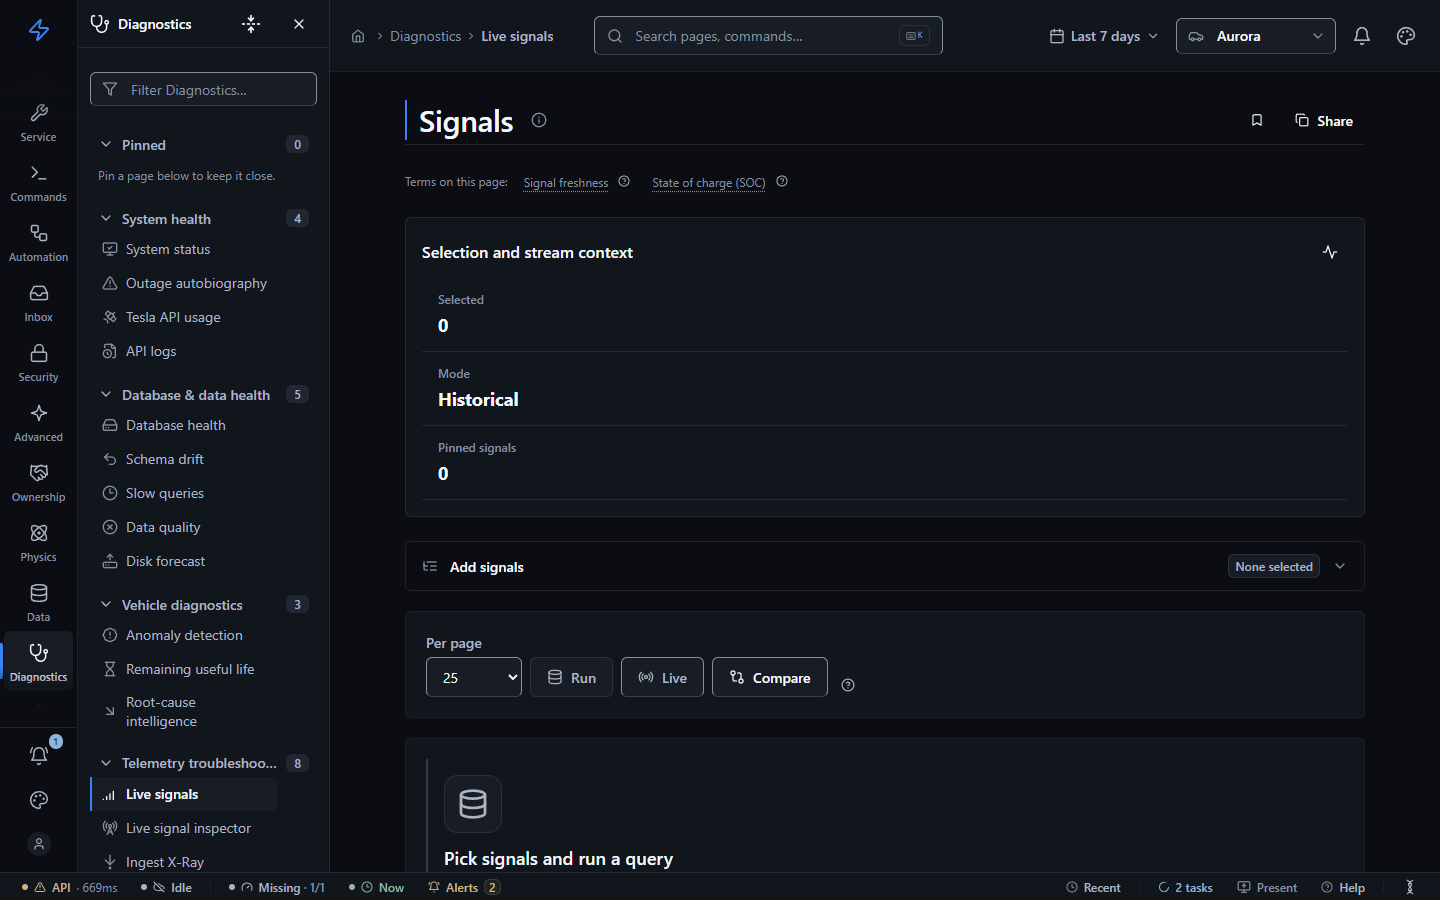 Service
Commands
Automation
Inbox
Security
Advanced
Ownership
Physics
Data
Diagnostics
1
Diagnostics
Filter Diagnostics...
Pinned 0
Pin a page below to keep it close.
System health 4
System status
Outage autobiography
Tesla API usage
API logs
Database & data health 5
Database health
Schema drift
Slow queries
Data quality
Disk forecast
Vehicle diagnostics 3
Anomaly detection
Remaining useful life
Root-cause
intelligence
Telemetry troubleshoo... 8
Live signals
Live signal inspector
Ingest X-Ray
Diagnostics Live signals
Search pages, commands... K
Last 7 days
Aurora
Signals
Share
Terms on this page: Signal freshness State of charge (SOC)
Selection and stream context
Selected
0
Mode
Historical
Pinned signals
0
Add signals None selected
Per page
25 Run Live Compare
Pick signals and run a query
API · 669ms Idle Missing · 1/1 Now Alerts 2 Recent 2 tasks Present Help